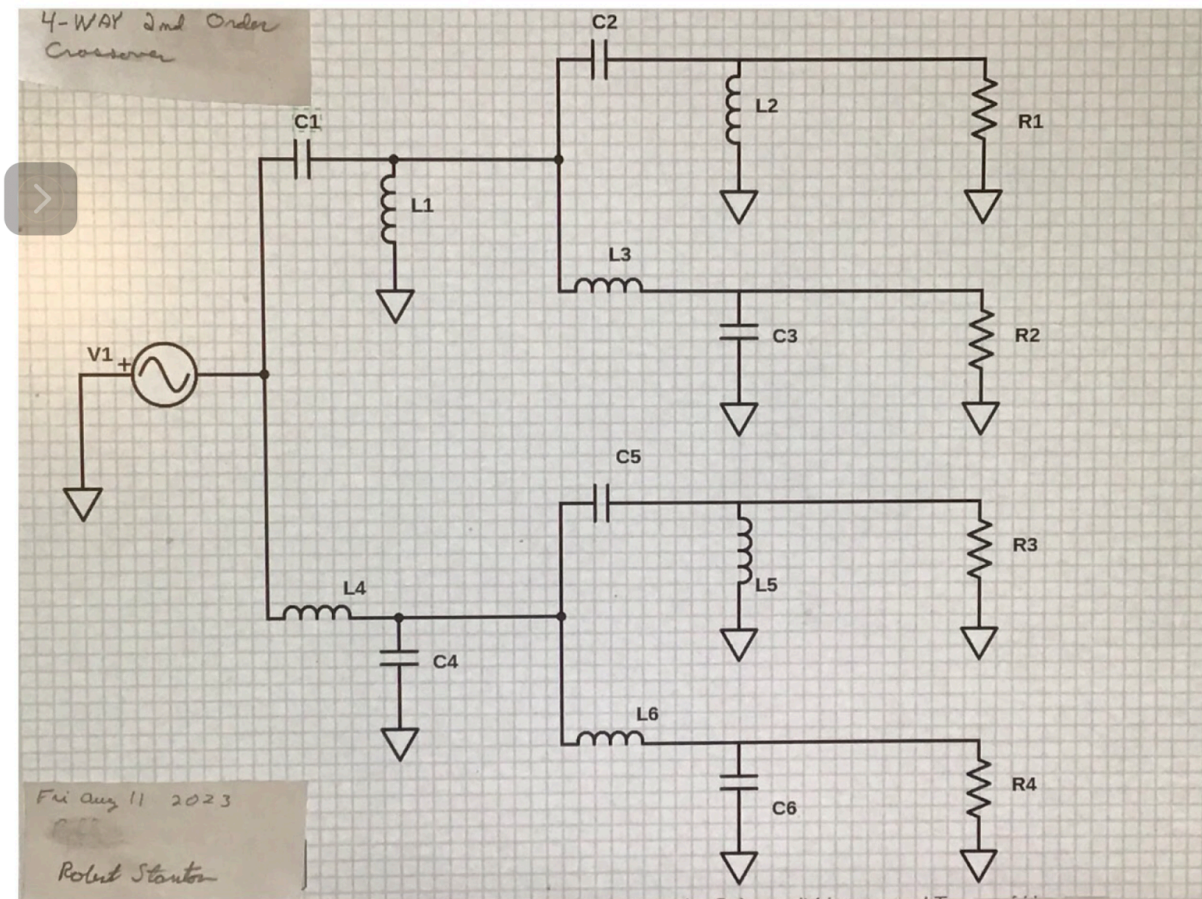 4-WAY 2nd Order
Crossover
C2
L2
R1
C1
L1
L3
C3
R2
V1 +
C5
L5
R3
L4
C4
L6
C6
R4
Fri Aug 11 2023
Robert Stanton